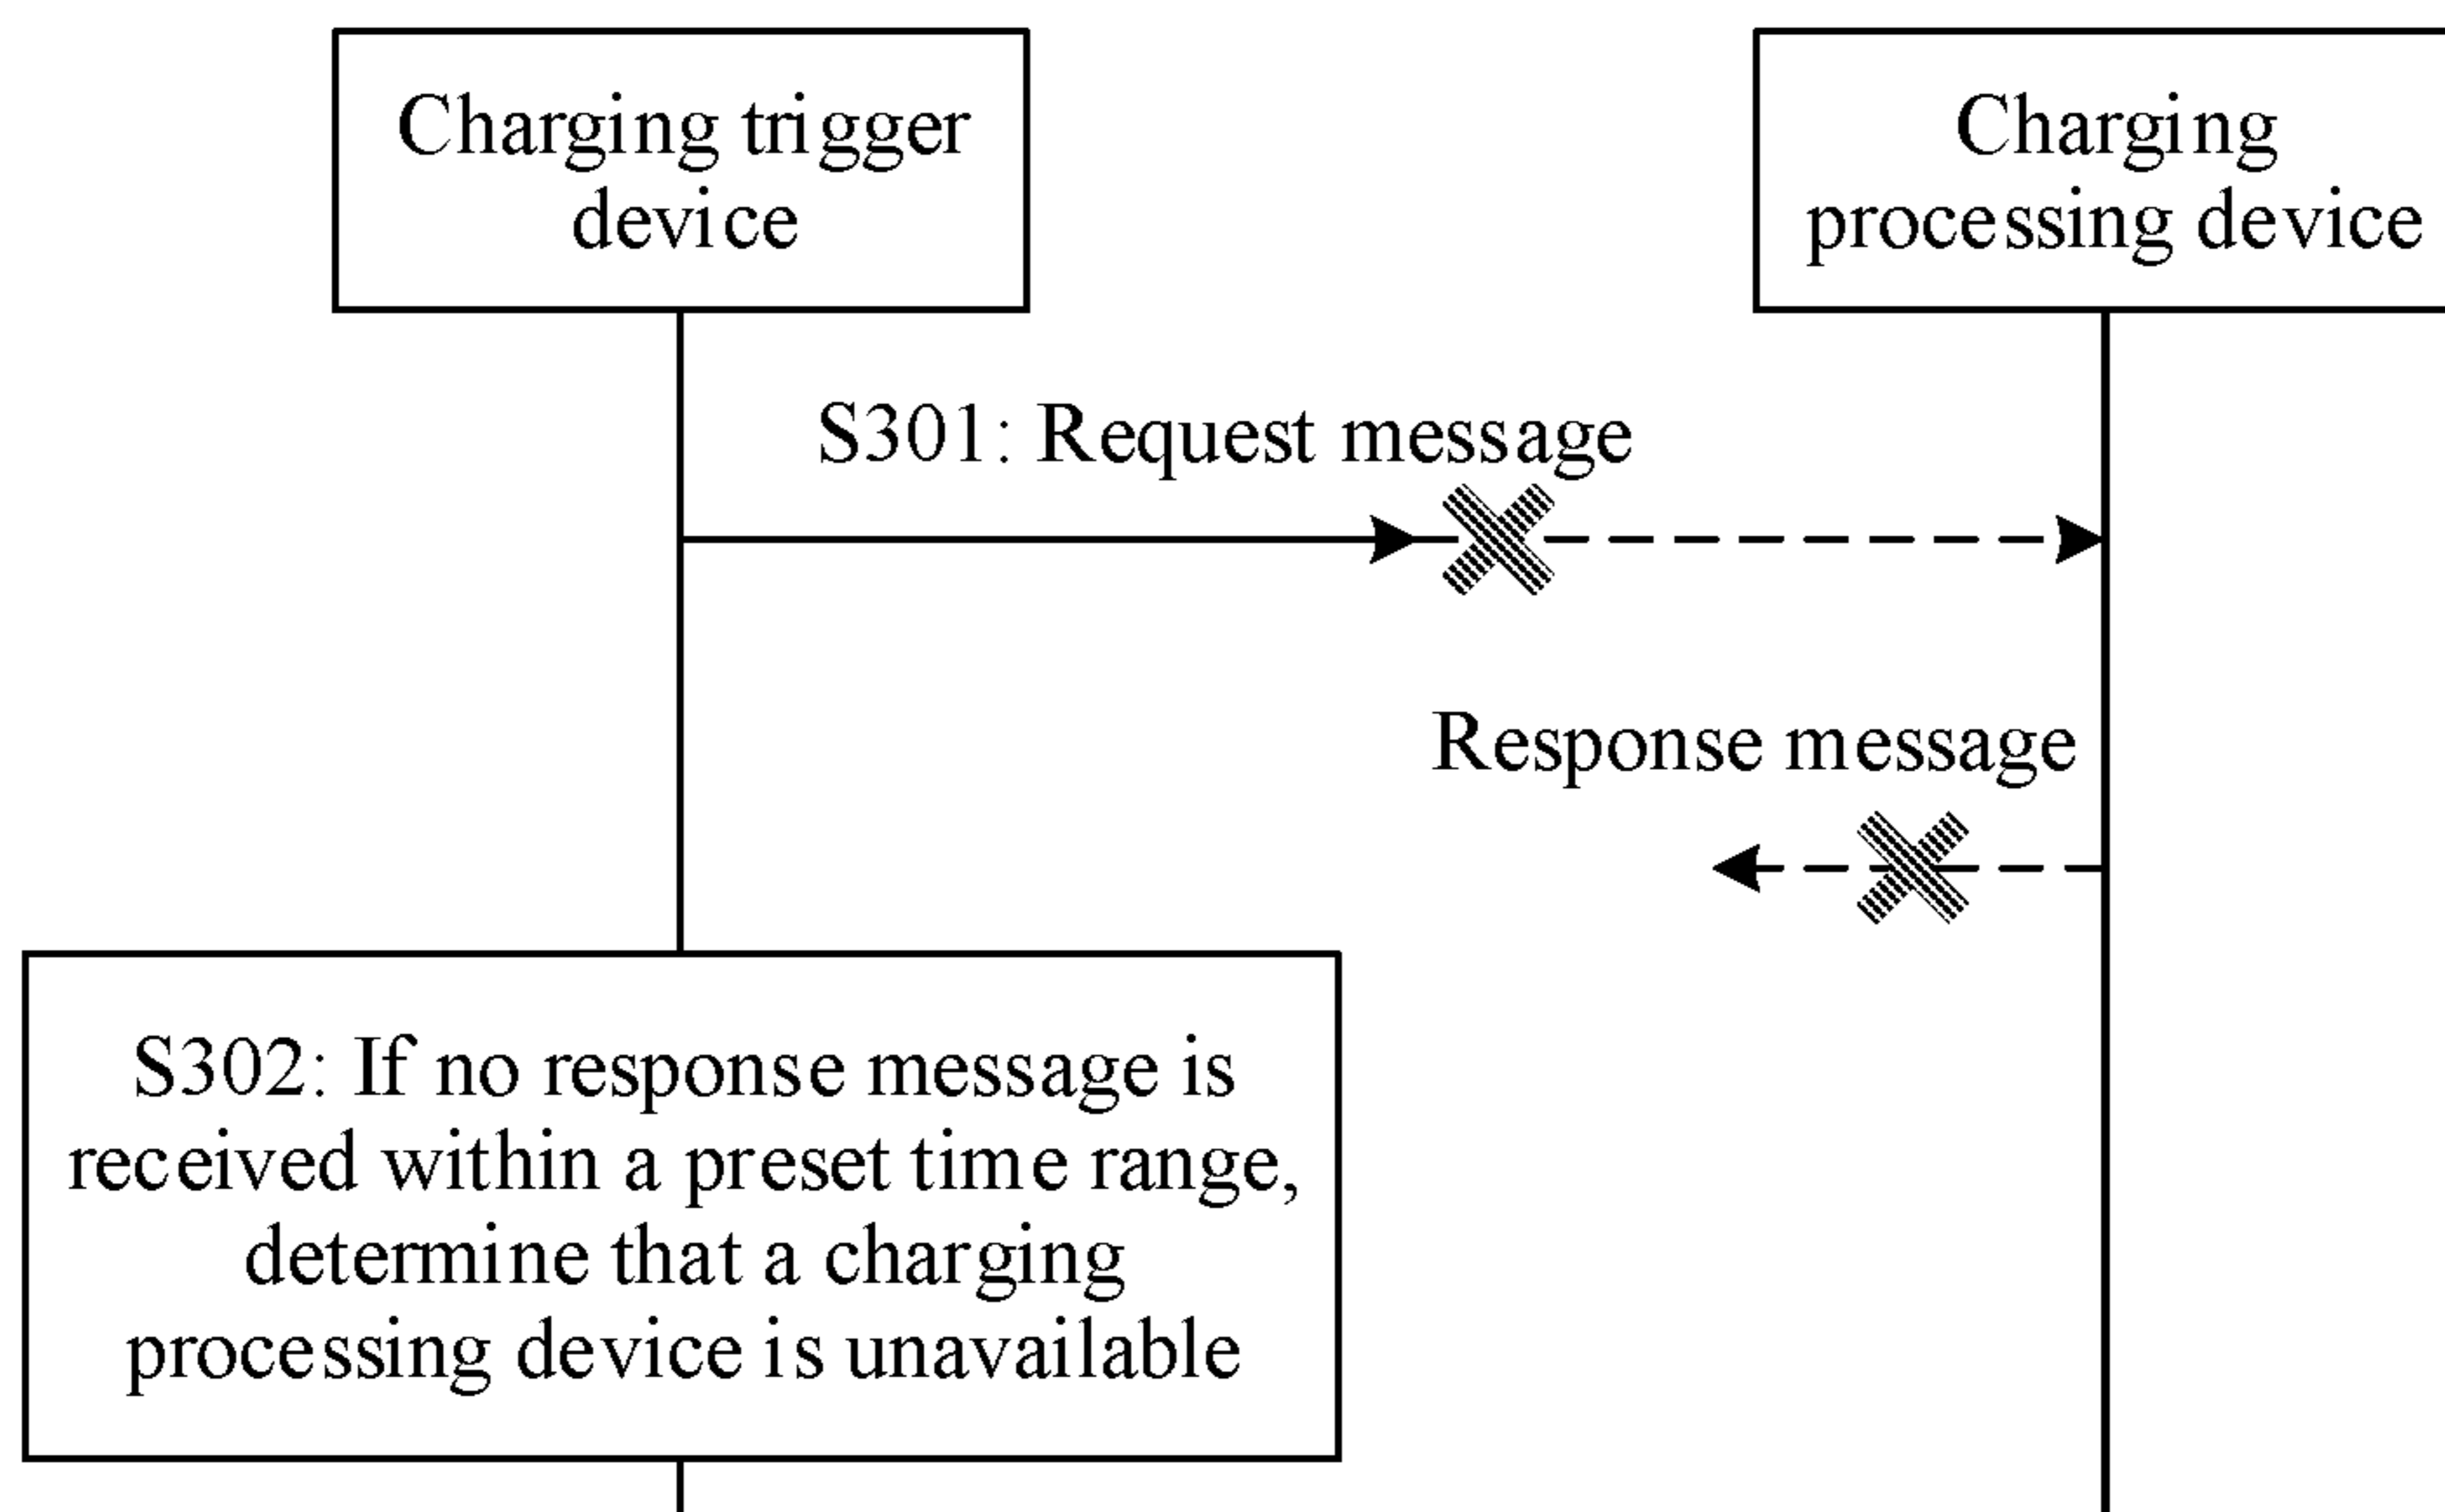 Charging trigger
device
Charging
processing device
S301: Request message
Response message
S302: If no response message is
received within a preset time range,
determine that a charging
processing device is unavailable